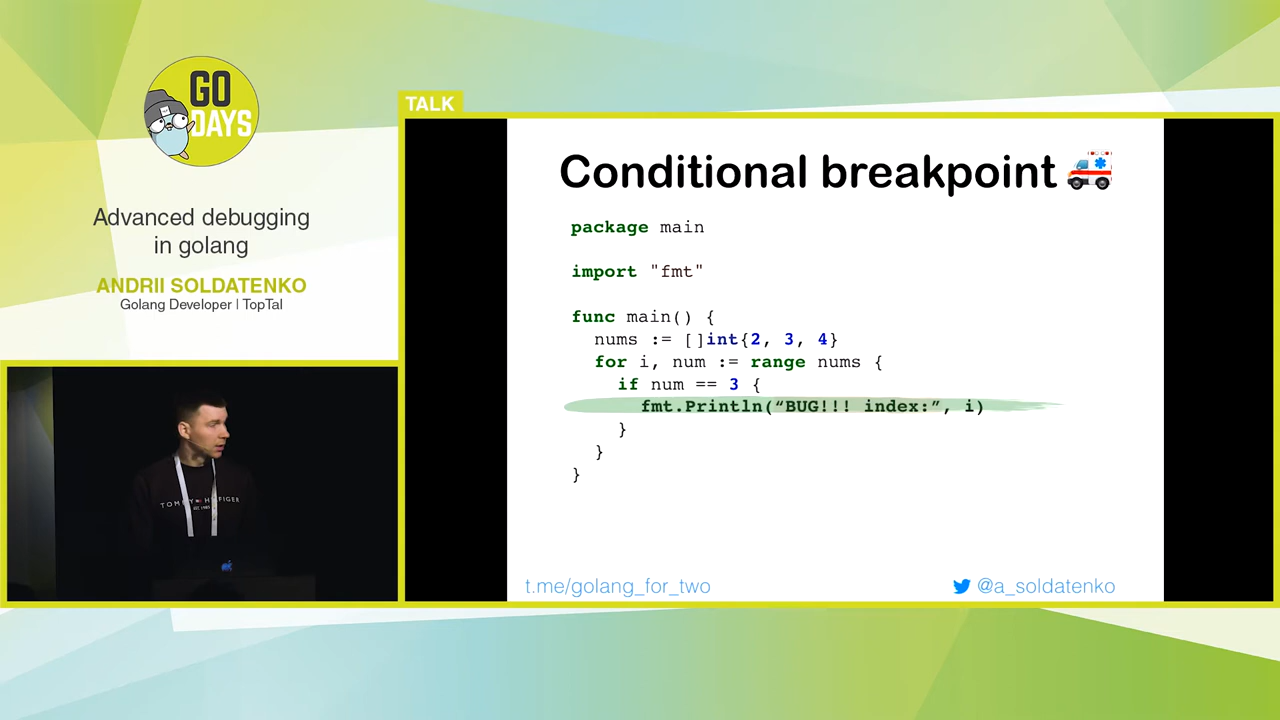 GO
DAYS
Advanced debugging
in golang
ANDRII SOLDATENKO
Golang Developer | TopTal
TALK
Conditional breakpoint
package main
import "fmt"
func main() {
nums := []int{2, 3, 4}
for i, num := range nums {
if num == 3 {
fmt.Println(“BUG!!! index:”, i)
}
}
}
t.me/golang_for_two
@a_soldatenko
TOMMY HILFIGER